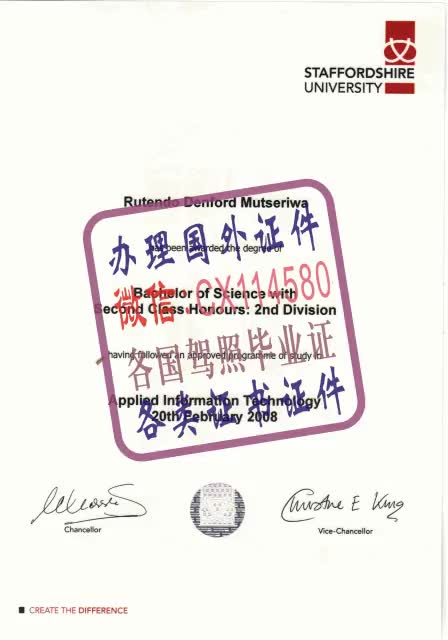 STAFFORDSHIRE
UNIVERSITY
Rutendo Denford Mutseriwa
办理国外证件
has been awarded the degree of
微信:CX114580
Bachelor of Science with
Second Class Honours: 2nd Division
各国驾照毕业证
having followed an approved programme of study in
各类证书证件
Applied Information Technology
20th February 2008
Christine E King
Chancellor
Vice-Chancellor
CREATE THE DIFFERENCE